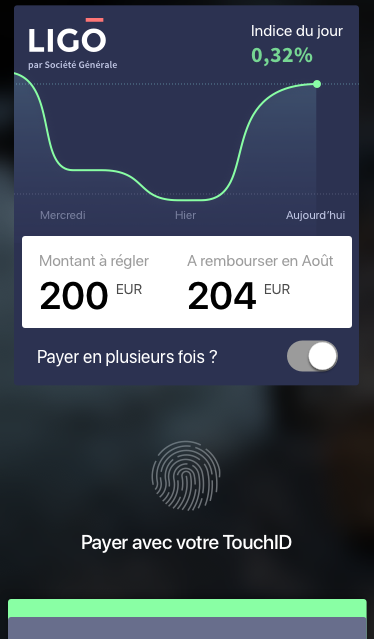 LIGO
par Société Générale
Indice du jour
0,32%
Mercredi Hier Aujourd'hui
Montant à régler A rembourser en Août
200 EUR 204 EUR
Payer en plusieurs fois ?
Payer avec votre TouchID